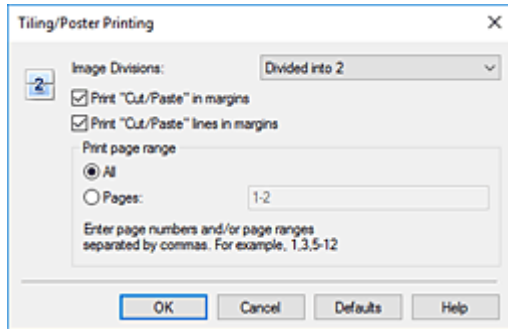 Tiling/Poster Printing
Image Divisions: Divided into 2
2
Print "Cut/Paste" in margins
Print "Cut/Paste" lines in margins
Print page range
All
Pages: 1-2
Enter page numbers and/or page ranges
separated by commas. For example, 1,3,5-12
OK Cancel Defaults Help